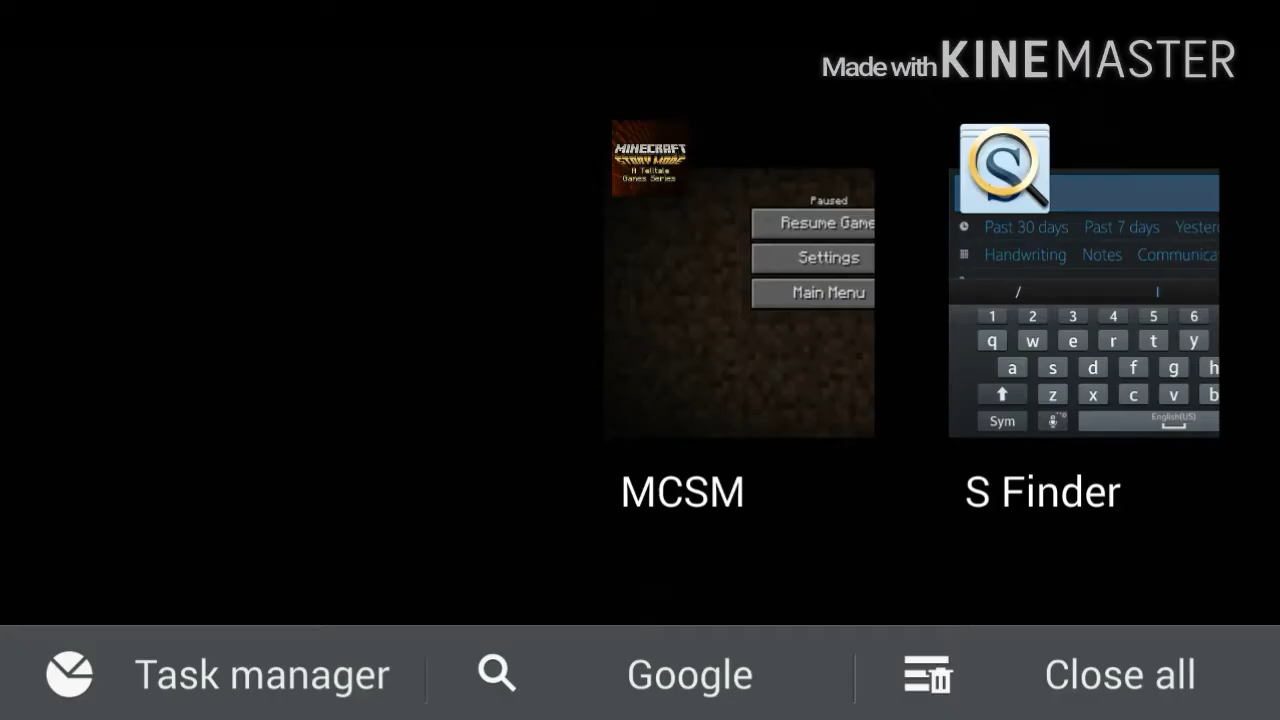 Made with KINEMASTER
MINECRAFT
STORY MODE
A Telltale
Games Series
Paused
Resume Game
Settings
Main Menu
S
Past 30 days Past 7 days Yester
Handwriting Notes Communica
/ I
1 2 3 4 5 6
q w e r t y
a s d f g h
z x c v b
Sym English(US)
MCSM
S Finder
Task manager Google Close all